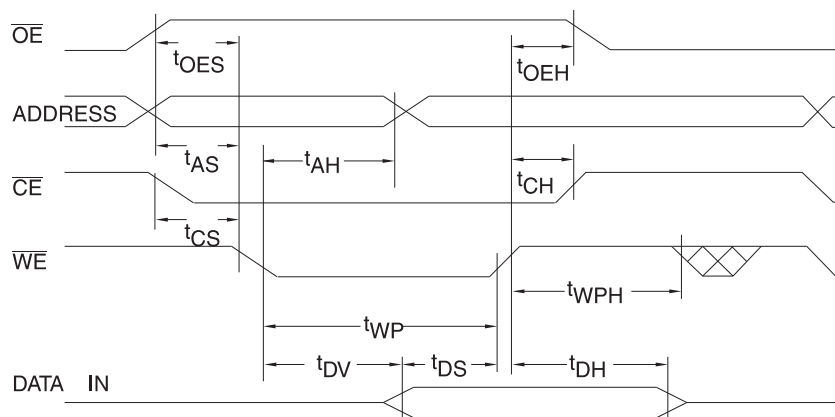 OE
tOES
tOEH
ADDRESS
tAS
tAH
tCH
CE
tCS
WE
tWPH
tWP
tDV
tDS
tDH
DATA IN